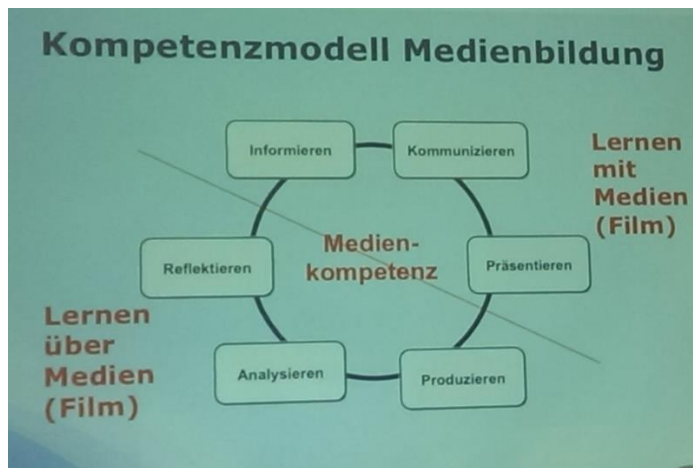 Kompetenzmodell Medienbildung
Informieren
Kommunizieren
Lernen
mit
Medien
(Film)
Medien-
kompetenz
Reflektieren
Präsentieren
Lernen
über
Medien
(Film)
Analysieren
Produzieren